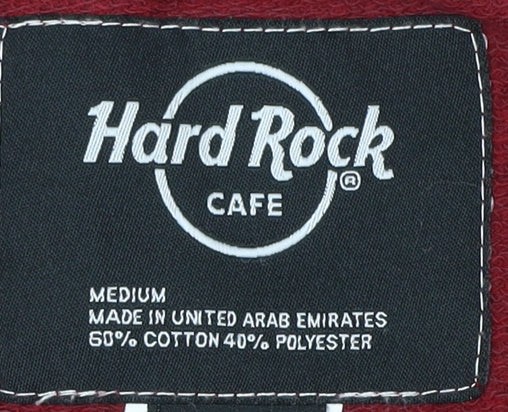 Hard Rock
®
CAFE
MEDIUM
MADE IN UNITED ARAB EMIRATES
60% COTTON 40% POLYESTER